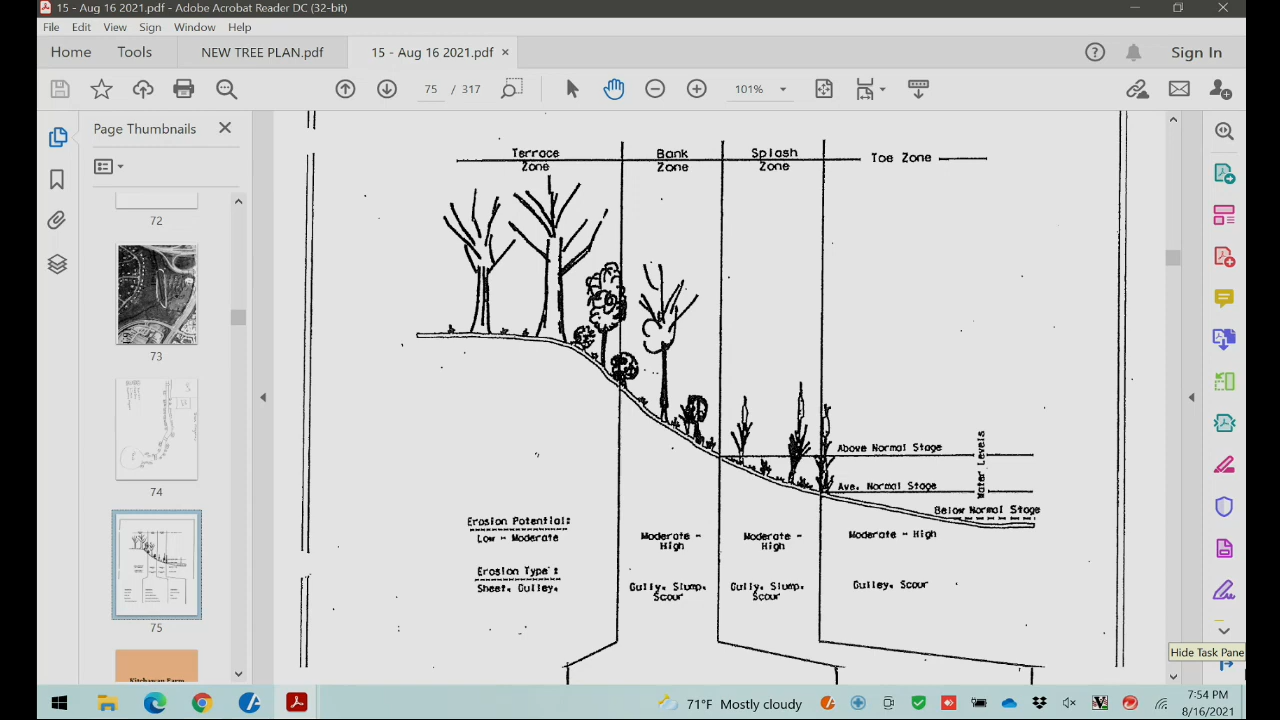 15 - Aug 16 2021.pdf - Adobe Acrobat Reader DC (32-bit)
File Edit View Sign Window Help
Home Tools NEW TREE PLAN.pdf 15 - Aug 16 2021.pdf × Sign In
75 / 317 101%
Page Thumbnails
72
73
74
75
Kitchawan Farm
Terrace Zone
Bank Zone
Splash Zone
Toe Zone
Above Normal Stage
Ave. Normal Stage
Below Normal Stage
Water Levels
Erosion Potential:
Low - Moderate
Moderate - High
Moderate - High
Moderate - High
Erosion Type:
Sheet, Gulley.
Gully, Slump, Scour
Gully, Slump, Scour
Gulley, Scour
Hide Task Pane
71°F Mostly cloudy
7:54 PM
8/16/2021